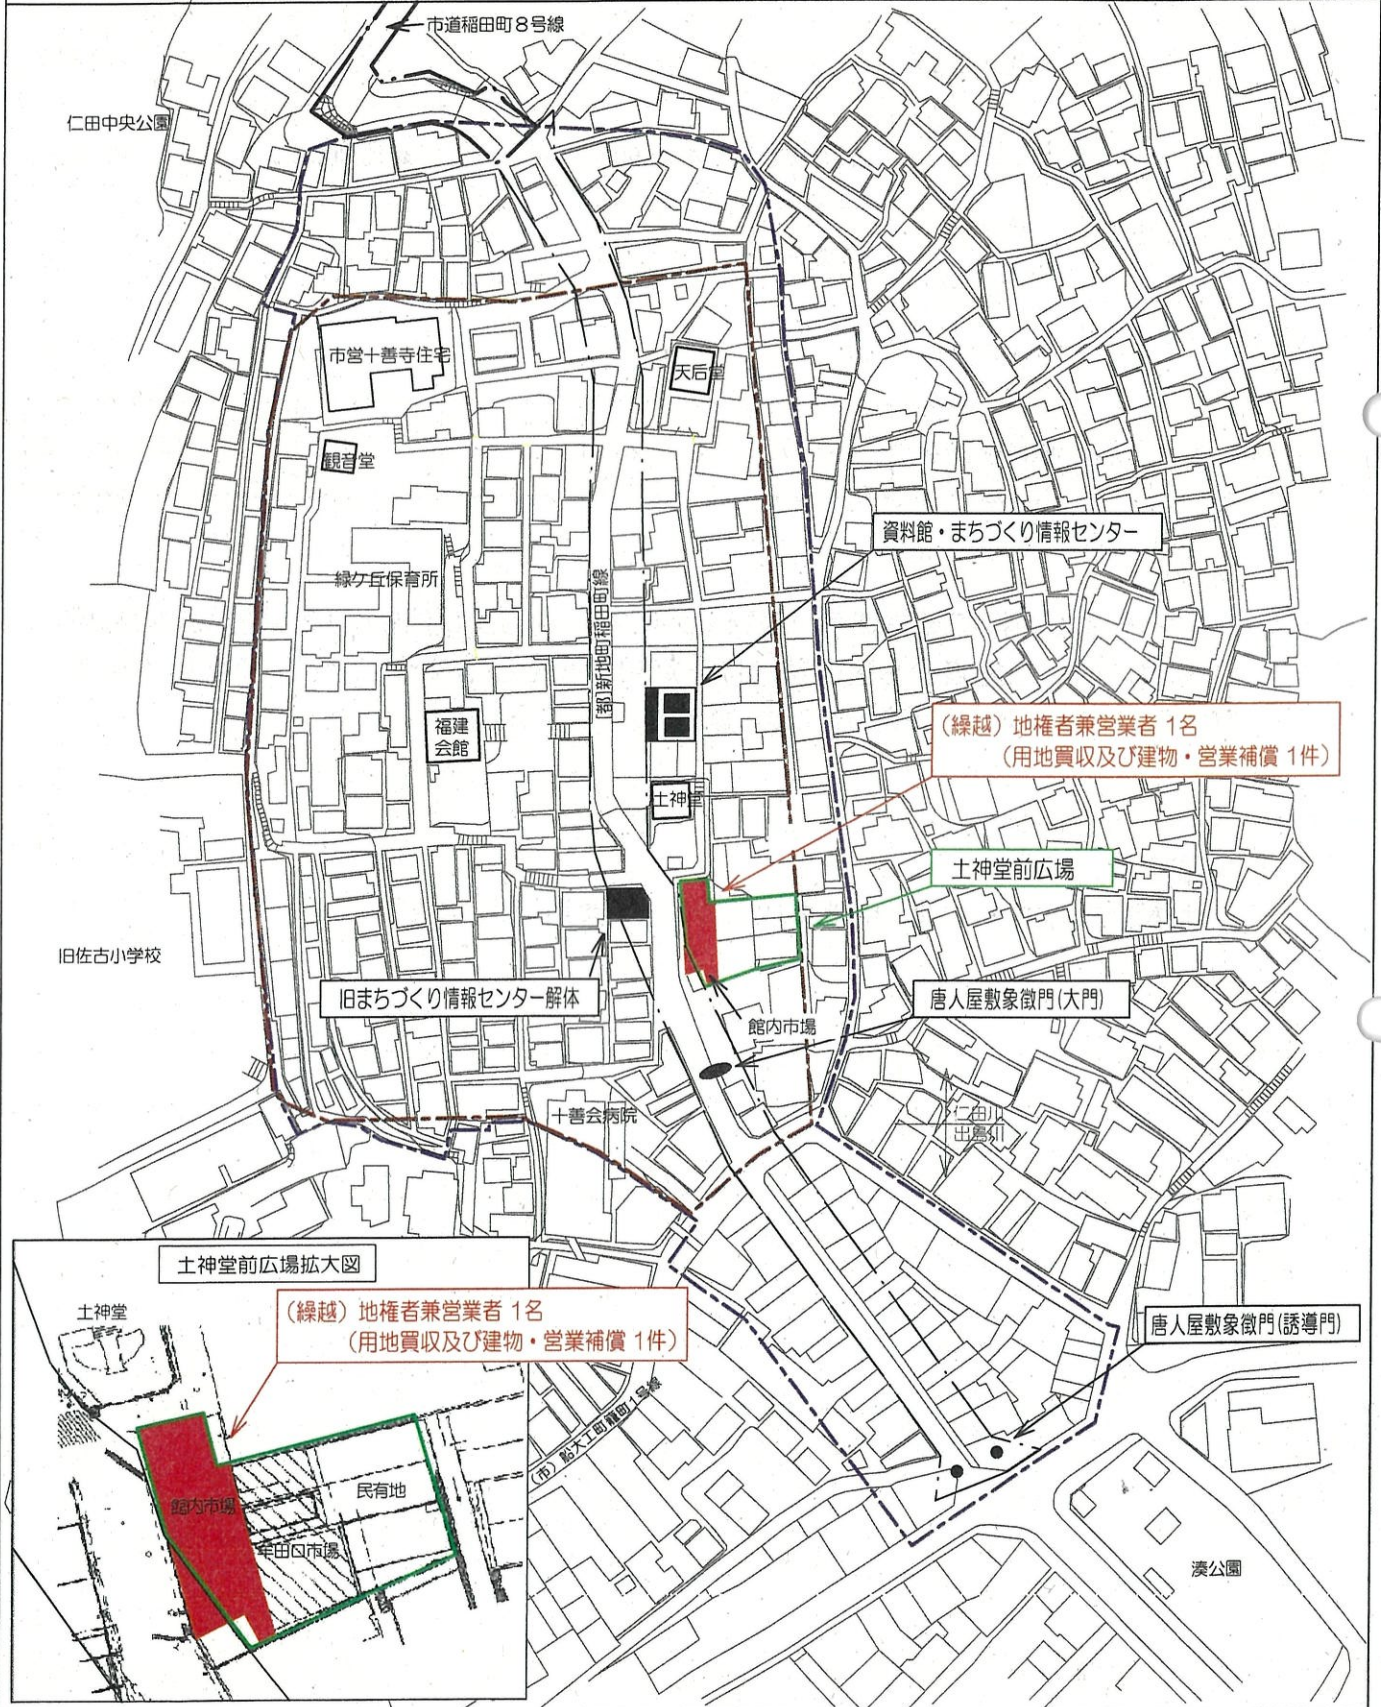 市道稲田町8号線
仁田中央公園
市営十善寺住宅
天后堂
観音堂
資料館・まちづくり情報センター
緑ケ丘保育所
[都]新地町稲田町線
福建
会館
(繰越)地権者兼営業者 1名
(用地買収及び建物・営業補償 1件)
土神堂
土神堂前広場
旧佐古小学校
旧まちづくり情報センター解体
唐人屋敷象徴門(大門)
館内市場
十善会病院
仁田川
出島川
土神堂前広場拡大図
土神堂
(繰越)地権者兼営業者 1名
(用地買収及び建物・営業補償 1件)
唐人屋敷象徴門(誘導門)
(市)船大工町籠町1号線
民有地
館内市場
牟田口市場
湊公園